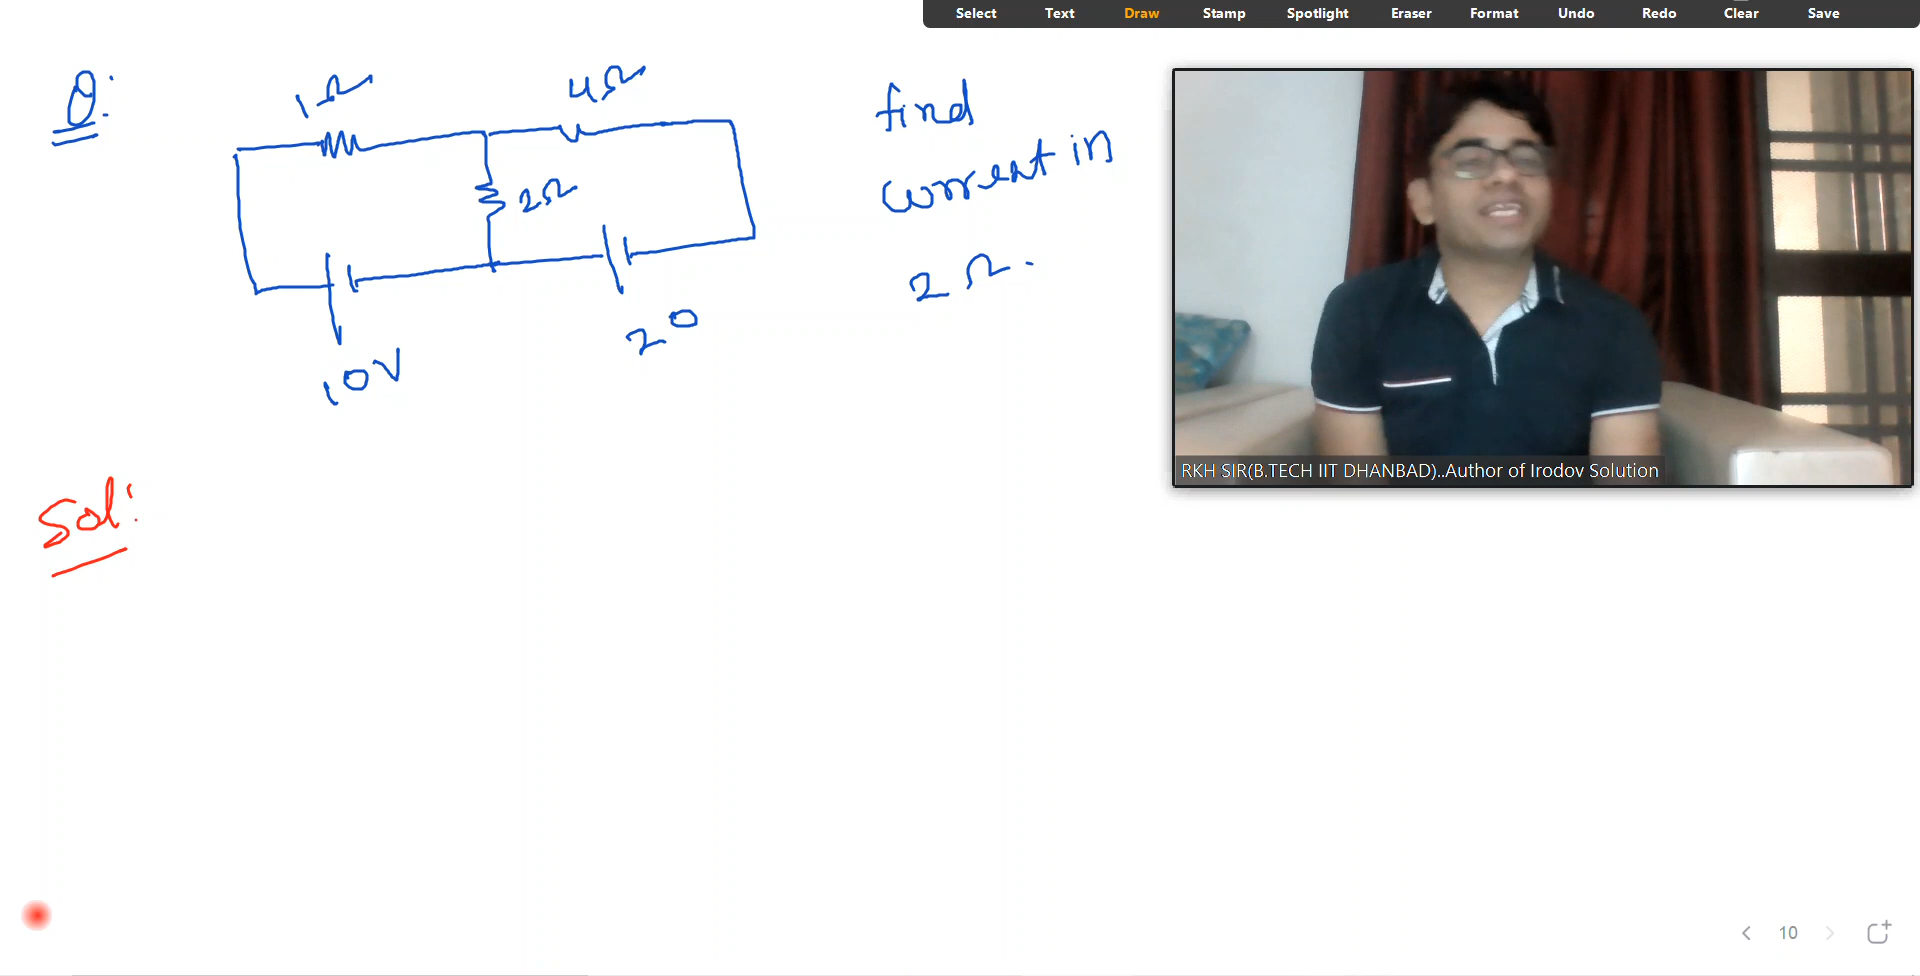 Select Text Draw Stamp Spotlight Eraser Format Undo Redo Clear Save
Q:
1Ω
4Ω
2Ω
10V
20
find
current in
2Ω.
RKH SIR(B.TECH IIT DHANBAD)..Author of Irodov Solution
Sol:
10